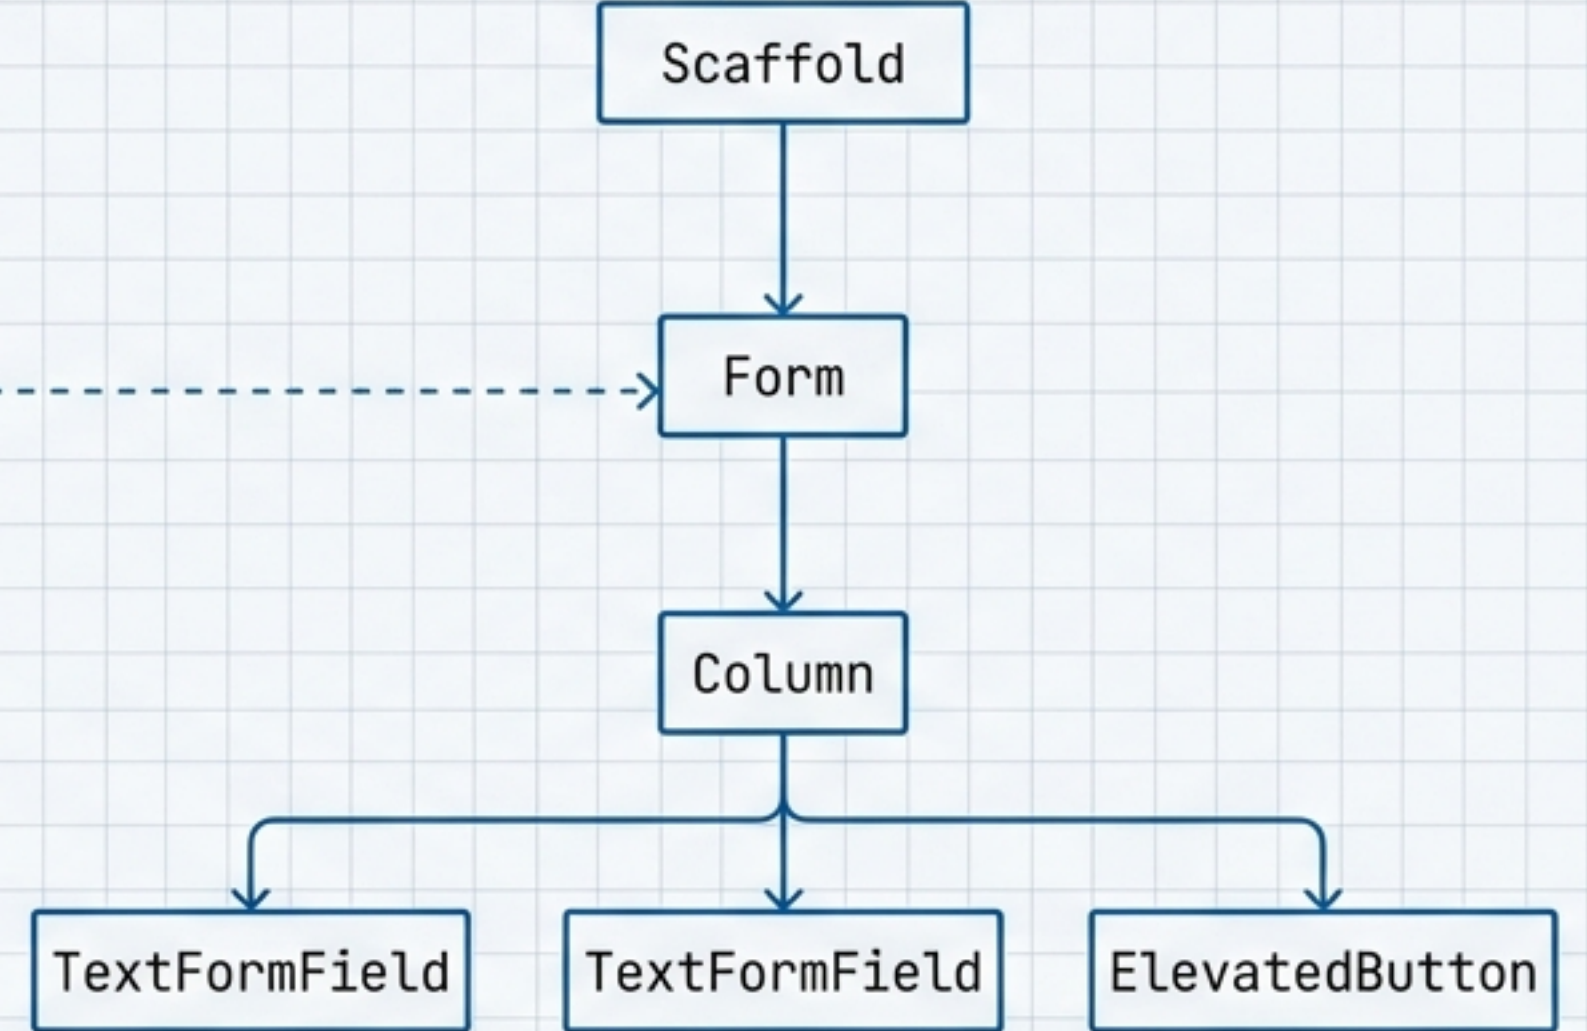 Scaffold
Form
Column
TextFormField
TextFormField
ElevatedButton